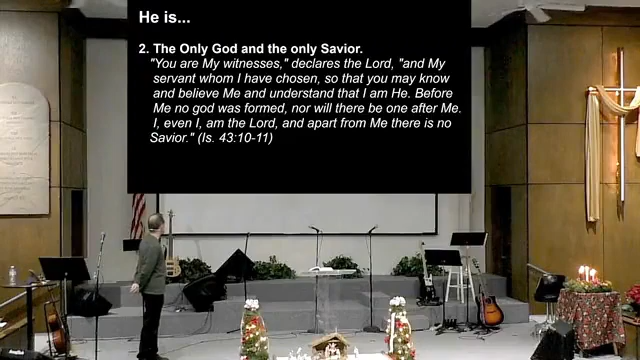 He is...
2. The Only God and the only Savior.
"You are My witnesses," declares the Lord, "and My
servant whom I have chosen, so that you may know
and believe Me and understand that I am He. Before
Me no god was formed, nor will there be one after Me.
I, even I, am the Lord, and apart from Me there is no
Savior." (Is. 43:10-11)